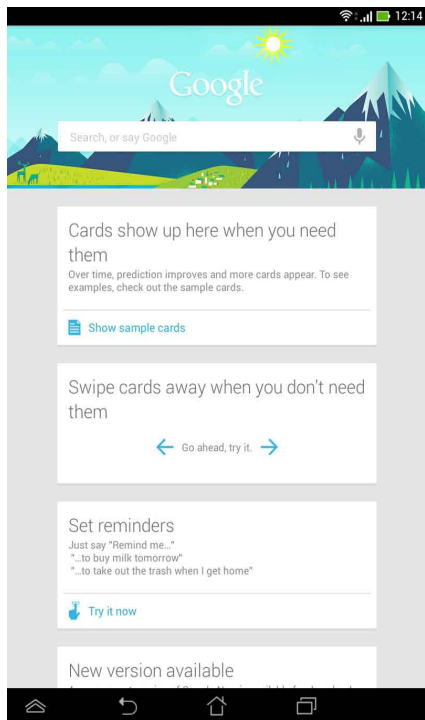 12:14
Google
Search, or say Google
Cards show up here when you need
them
Over time, prediction improves and more cards appear. To see
examples, check out the sample cards.
Show sample cards
Swipe cards away when you don't need
them
Go ahead, try it.
Set reminders
Just say "Remind me..."
"...to buy milk tomorrow"
"...to take out the trash when I get home"
Try it now
New version available